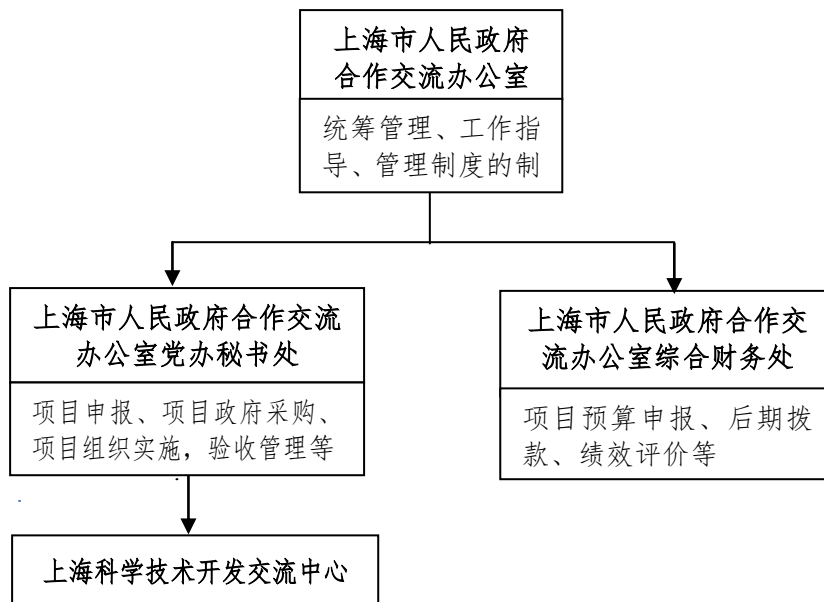 上海市人民政府
合作交流办公室
统筹管理、工作指
导、管理制度的制
上海市人民政府合作交流
办公室党办秘书处
项目申报、项目政府采购、
项目组织实施，验收管理等
上海市人民政府合作交
流办公室综合财务处
项目预算申报、后期拨
款、绩效评价等
上海科学技术开发交流中心